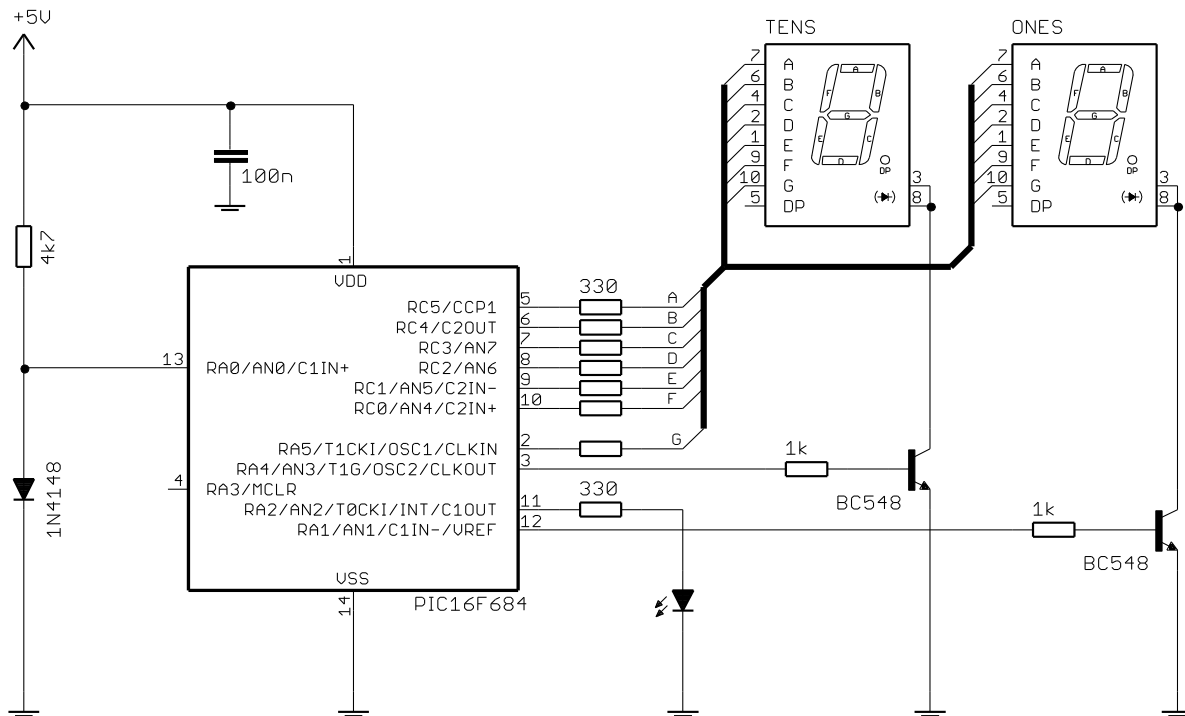 +5V
100n
4k7
1N4148
TENS
7 A
6 B
4 C
2 D
1 E
9 F
10 G
5 DP
A
F B
G
E C
D
DP
3
8
ONES
7 A
6 B
4 C
2 D
1 E
9 F
10 G
5 DP
A
F B
G
E C
D
DP
3
8
1
VDD
13 RA0/AN0/C1IN+
4 RA3/MCLR
330
RC5/CCP1 5 A
RC4/C2OUT 6 B
RC3/AN7 7 C
RC2/AN6 8 D
RC1/AN5/C2IN- 9 E
RC0/AN4/C2IN+ 10 F
RA5/T1CKI/OSC1/CLKIN 2 G
RA4/AN3/T1G/OSC2/CLKOUT 3
330
RA2/AN2/T0CKI/INT/C1OUT 11
RA1/AN1/C1IN-/VREF 12
VSS
14
PIC16F684
1k
BC548
1k
BC548